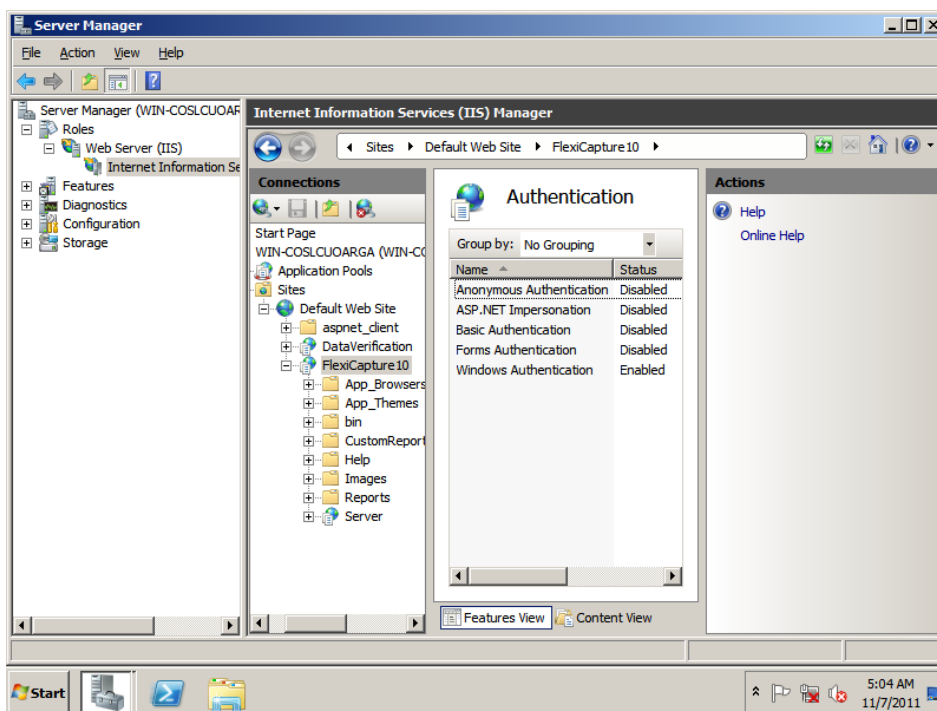 Server Manager
File Action View Help
Server Manager (WIN-COSLCUOAR
Roles
Web Server (IIS)
Internet Information Se
Features
Diagnostics
Configuration
Storage
Internet Information Services (IIS) Manager
Sites Default Web Site FlexiCapture10
Connections
Start Page
WIN-COSLCUOARGA (WIN-CO
Application Pools
Sites
Default Web Site
aspnet_client
DataVerification
FlexiCapture10
App_Browsers
App_Themes
bin
CustomReport
Help
Images
Reports
Server
Authentication
Group by: No Grouping
Name Status
Anonymous Authentication Disabled
ASP.NET Impersonation Disabled
Basic Authentication Disabled
Forms Authentication Disabled
Windows Authentication Enabled
Features View Content View
Actions
Help
Online Help
Start
5:04 AM
11/7/2011